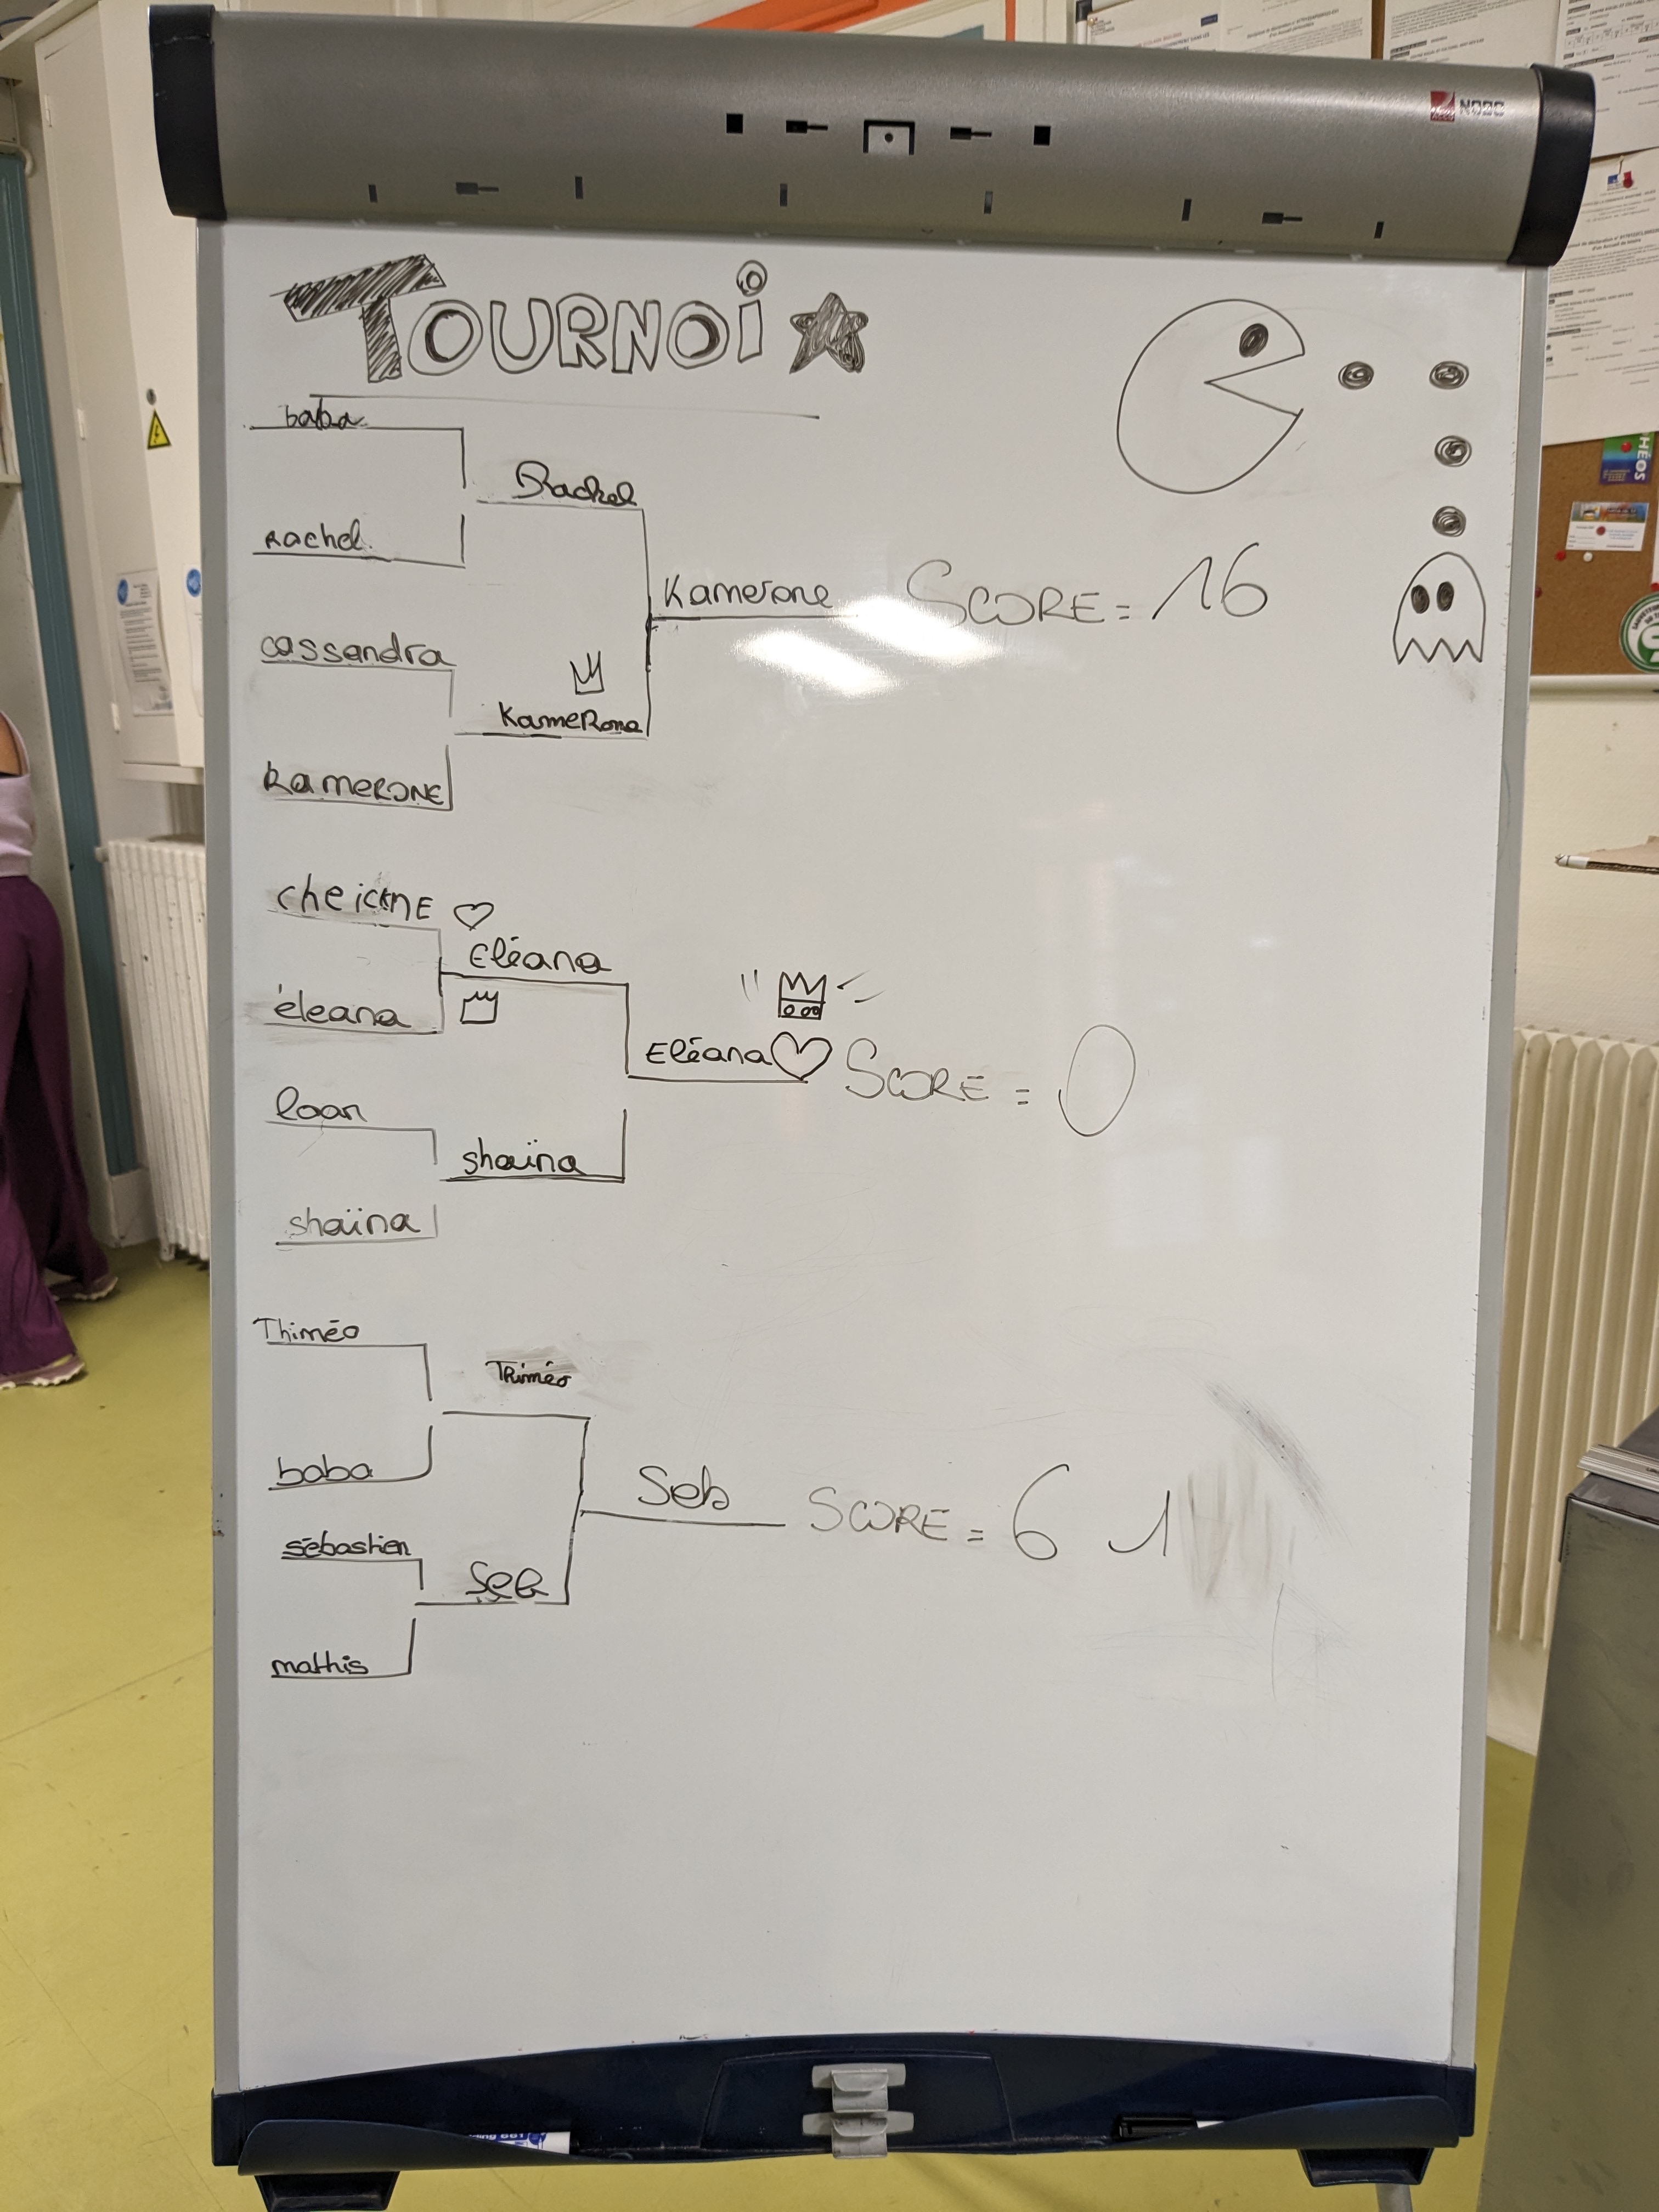 TOURNOi
baba
Rachel
rachel
Kamerone
SCORE = 16
cassandra
KameRone
kameRONE
cheicknE
Eléana
éleana
Eléana
SCORE = 0
loan
shaïna
shaïna
Thiméo
Thiméo
baba
Seb
SCORE = 6 1
sébastien
Seb
mathis
NOBO